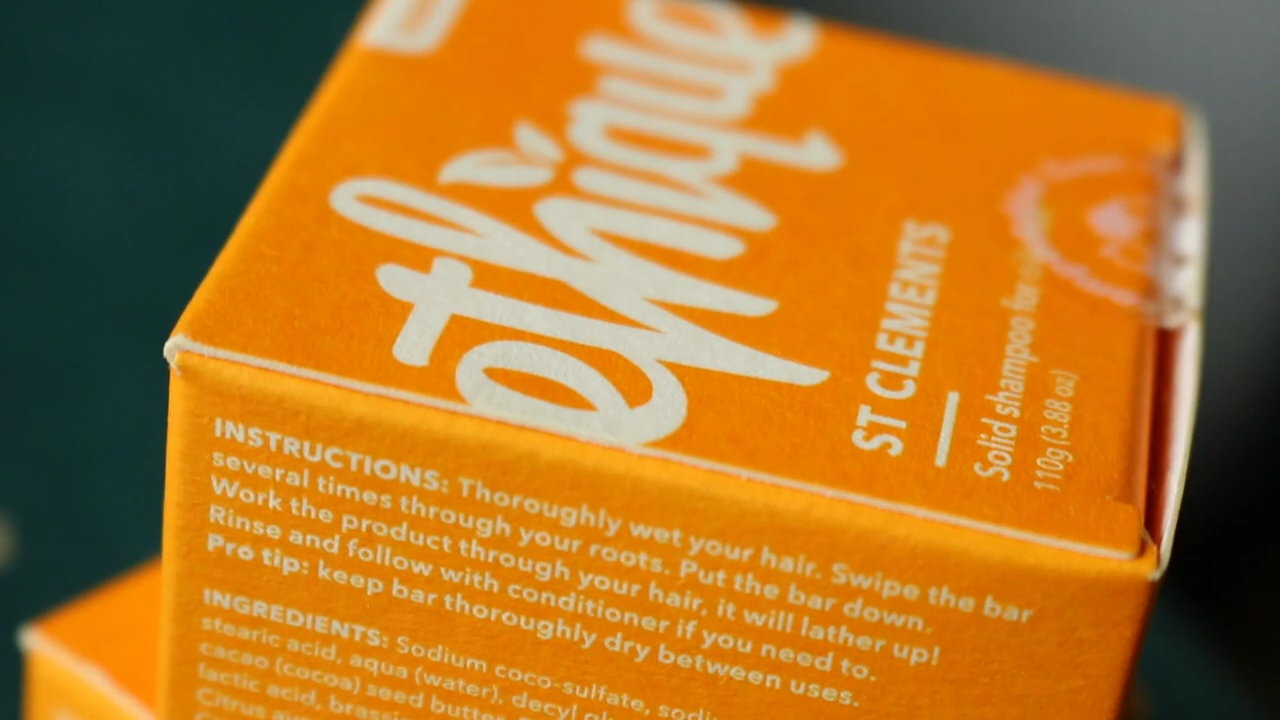 ethique
ST CLEMENTS
Solid shampoo for
110g (3.88 oz)
INSTRUCTIONS: Thoroughly wet your hair. Swipe the bar
several times through your roots. Put the bar down.
Work the product through your hair, it will lather up!
Rinse and follow with conditioner if you need to.
Pro tip: keep bar thoroughly dry between uses.
INGREDIENTS: Sodium coco-sulfate,
stearic acid, aqua (water), decyl
cacao (cocoa) seed butter,
lactic acid,
Citrus